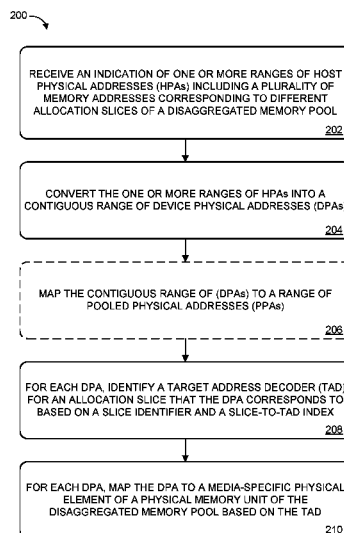 200
RECEIVE AN INDICATION OF ONE OR MORE RANGES OF HOST
PHYSICAL ADDRESSES (HPAs) INCLUDING A PLURALITY OF
MEMORY ADDRESSES CORRESPONDING TO DIFFERENT
ALLOCATION SLICES OF A DISAGGREGATED MEMORY POOL
202
CONVERT THE ONE OR MORE RANGES OF HPAs INTO A
CONTIGUOUS RANGE OF DEVICE PHYSICAL ADDRESSES (DPAs)
204
MAP THE CONTIGUOUS RANGE OF (DPAs) TO A RANGE OF
POOLED PHYSICAL ADDRESSES (PPAs)
206
FOR EACH DPA, IDENTIFY A TARGET ADDRESS DECODER (TAD)
FOR AN ALLOCATION SLICE THAT THE DPA CORRESPONDS TO
BASED ON A SLICE IDENTIFIER AND A SLICE-TO-TAD INDEX
208
FOR EACH DPA, MAP THE DPA TO A MEDIA-SPECIFIC PHYSICAL
ELEMENT OF A PHYSICAL MEMORY UNIT OF THE
DISAGGREGATED MEMORY POOL BASED ON THE TAD
210